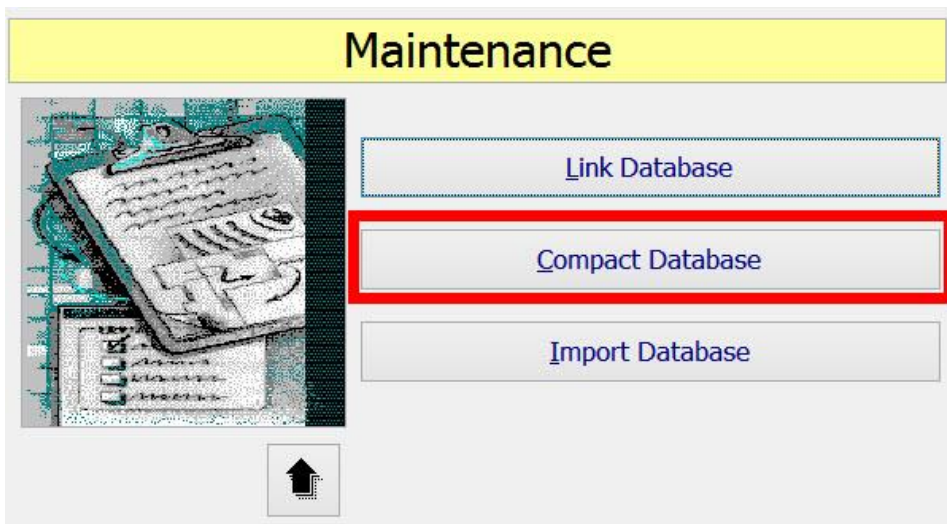 Maintenance
Link Database
Compact Database
Import Database